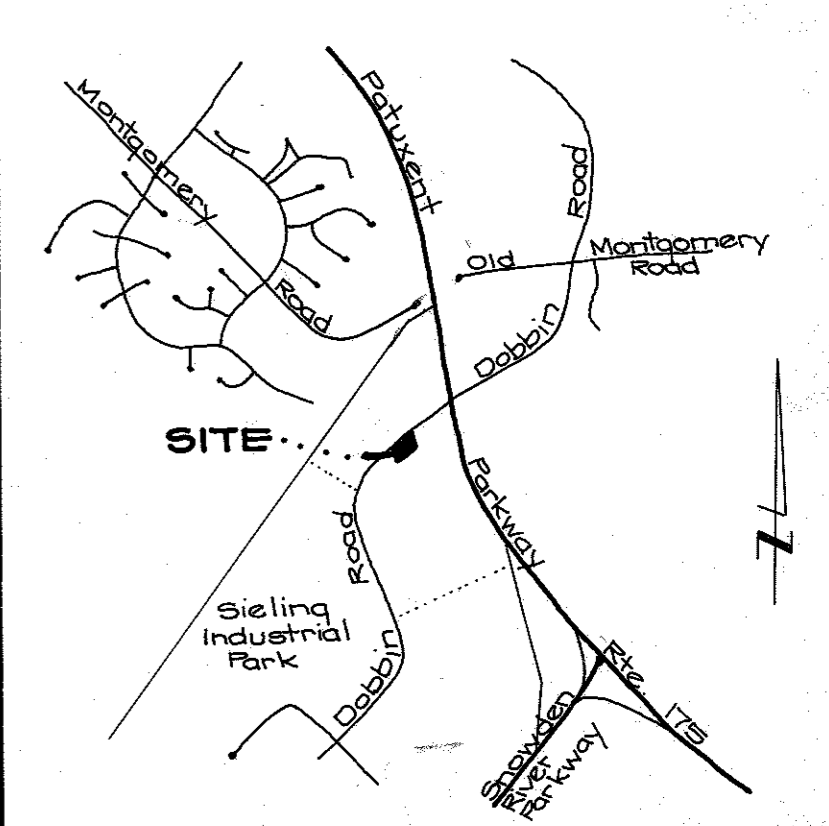 Montgomery
Road
Patuxent
Road
Old
Montgomery
Road
Dobbin
SITE
Parkway
Road
Sieling
Industrial
Park
Dobbin
Rte.
175
Snowden
River
Parkway
N